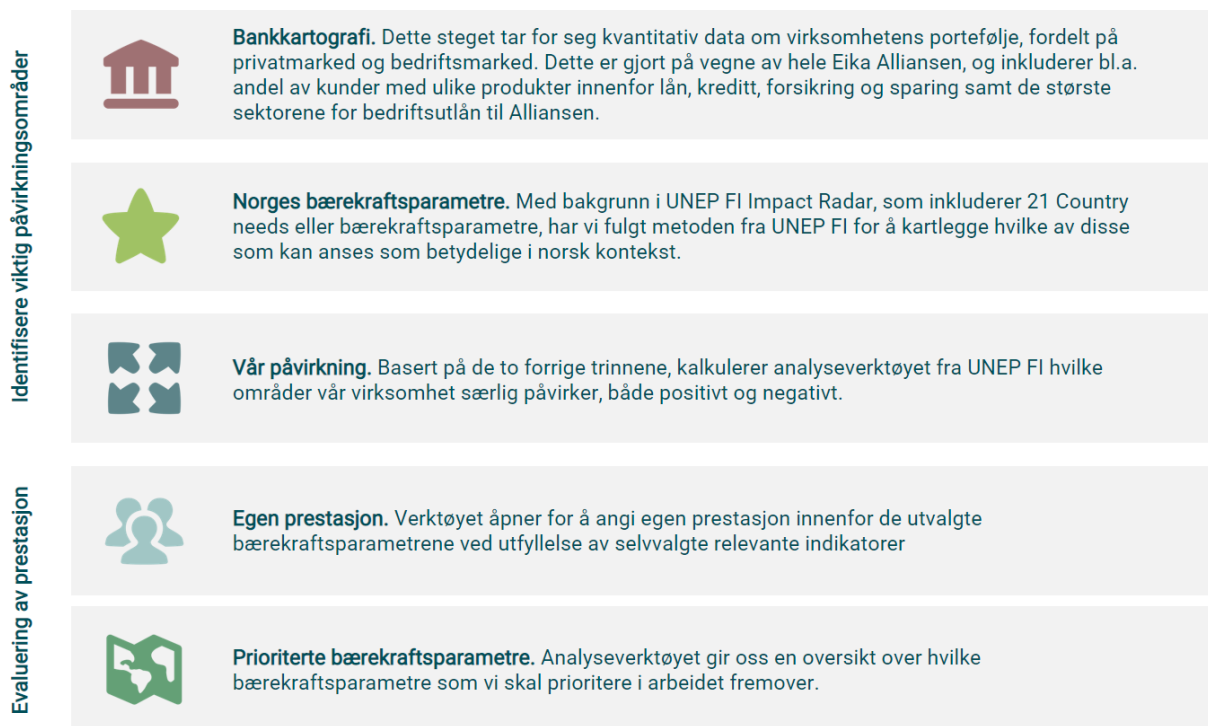 Identifisere viktig påvirkningsområder
Bankkartografi. Dette steget tar for seg kvantitativ data om virksomhetens portefølje, fordelt på
privatmarked og bedriftsmarked. Dette er gjort på vegne av hele Eika Alliansen, og inkluderer bl.a.
andel av kunder med ulike produkter innenfor lån, kreditt, forsikring og sparing samt de største
sektorene for bedriftsutlån til Alliansen.
Norges bærekraftsparametre. Med bakgrunn i UNEP FI Impact Radar, som inkluderer 21 Country
needs eller bærekraftsparametre, har vi fulgt metoden fra UNEP FI for å kartlegge hvilke av disse
som kan anses som betydelige i norsk kontekst.
Vår påvirkning. Basert på de to forrige trinnene, kalkulerer analyseverktøyet fra UNEP FI hvilke
områder vår virksomhet særlig påvirker, både positivt og negativt.
Evaluering av prestasjon
Egen prestasjon. Verktøyet åpner for å angi egen prestasjon innenfor de utvalgte
bærekraftsparametrene ved utfyllelse av selvvalgte relevante indikatorer
Prioriterte bærekraftsparametre. Analyseverktøyet gir oss en oversikt over hvilke
bærekraftsparametre som vi skal prioritere i arbeidet fremover.